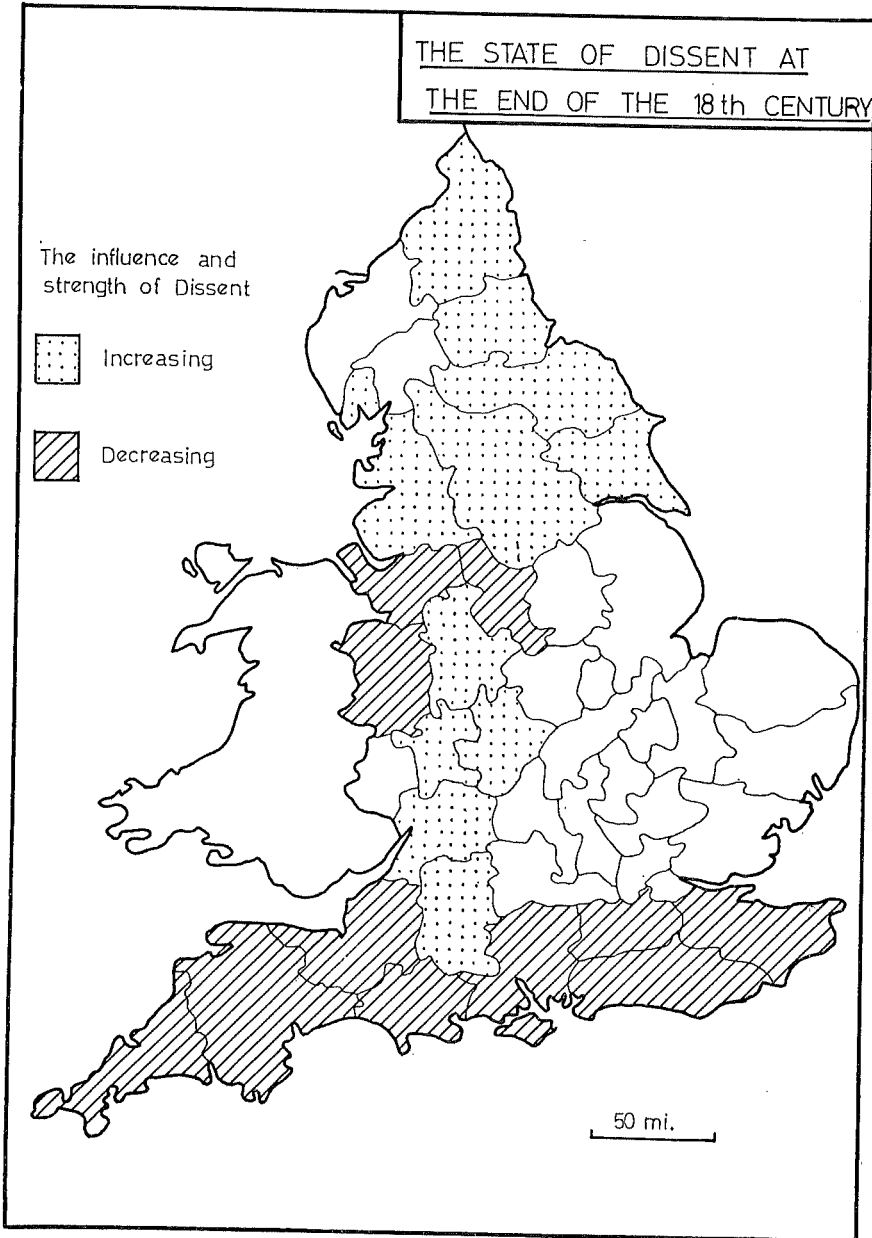 THE STATE OF DISSENT AT
THE END OF THE 18th CENTURY
The influence and
strength of Dissent
Increasing
Decreasing
50 mi.